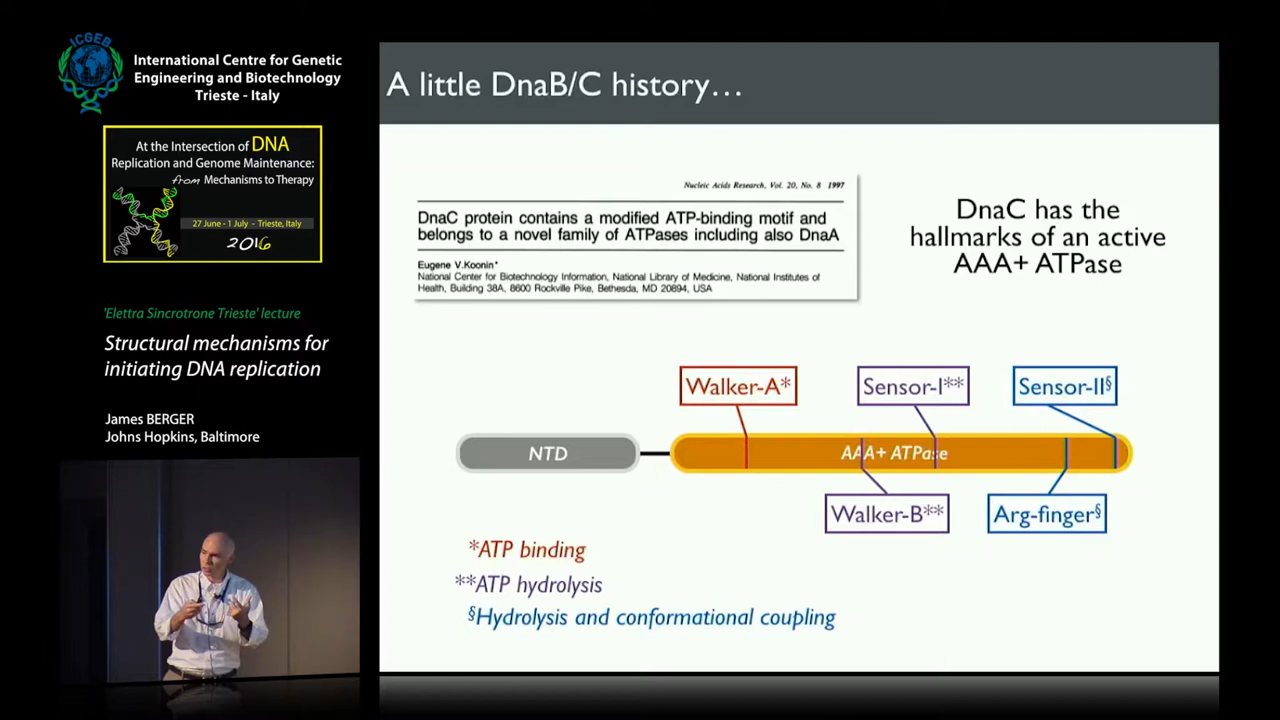 ICGEB
International Centre for Genetic
Engineering and Biotechnology
Trieste - Italy
At the Intersection of DNA
Replication and Genome Maintenance:
from Mechanisms to Therapy
27 June - 1 July - Trieste, Italy
2016
'Elettra Sincrotrone Trieste' lecture
Structural mechanisms for
initiating DNA replication
James BERGER
Johns Hopkins, Baltimore
A little DnaB/C history...
Nucleic Acids Research, Vol. 20, No. 8 1997
DnaC protein contains a modified ATP-binding motif and
belongs to a novel family of ATPases including also DnaA
Eugene V.Koonin*
National Center for Biotechnology Information, National Library of Medicine, National Institutes of
Health, Building 38A, 8600 Rockville Pike, Bethesda, MD 20894, USA
DnaC has the
hallmarks of an active
AAA+ ATPase
Walker-A*
Sensor-I**
Sensor-II§
NTD
AAA+ ATPase
Walker-B**
Arg-finger§
*ATP binding
**ATP hydrolysis
§Hydrolysis and conformational coupling